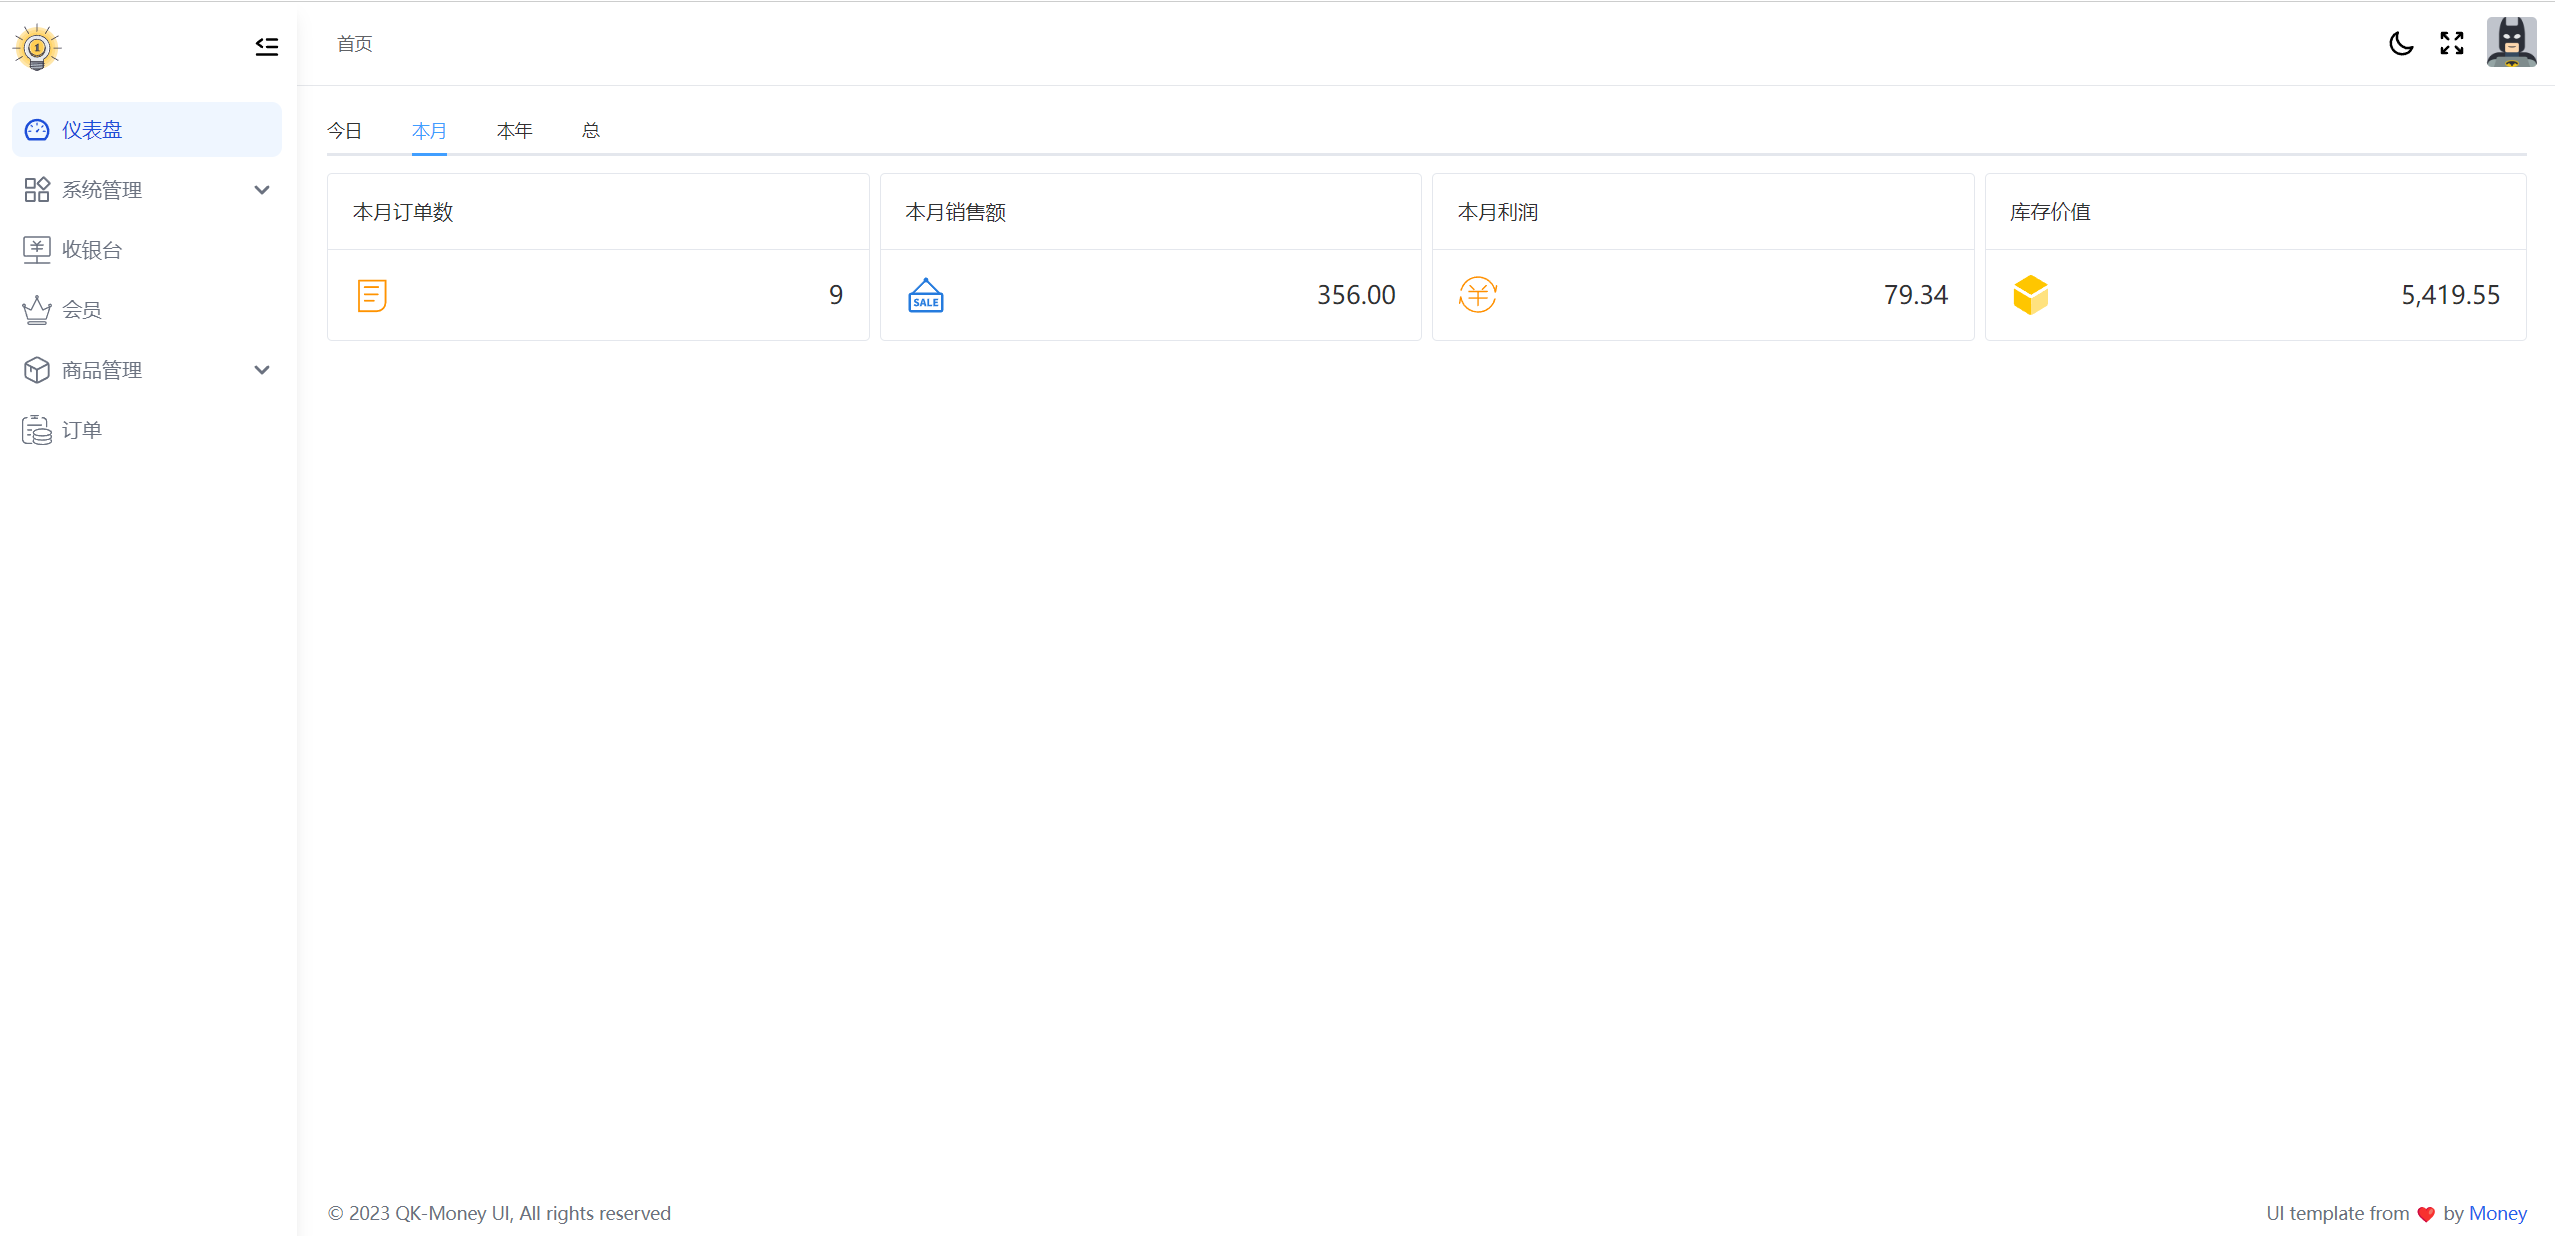 首页
仪表盘
系统管理
收银台
会员
商品管理
订单
今日 本月 本年 总
本月订单数
9
本月销售额
SALE
356.00
本月利润
79.34
库存价值
5,419.55
© 2023 QK-Money UI, All rights reserved
UI template from ❤ by Money